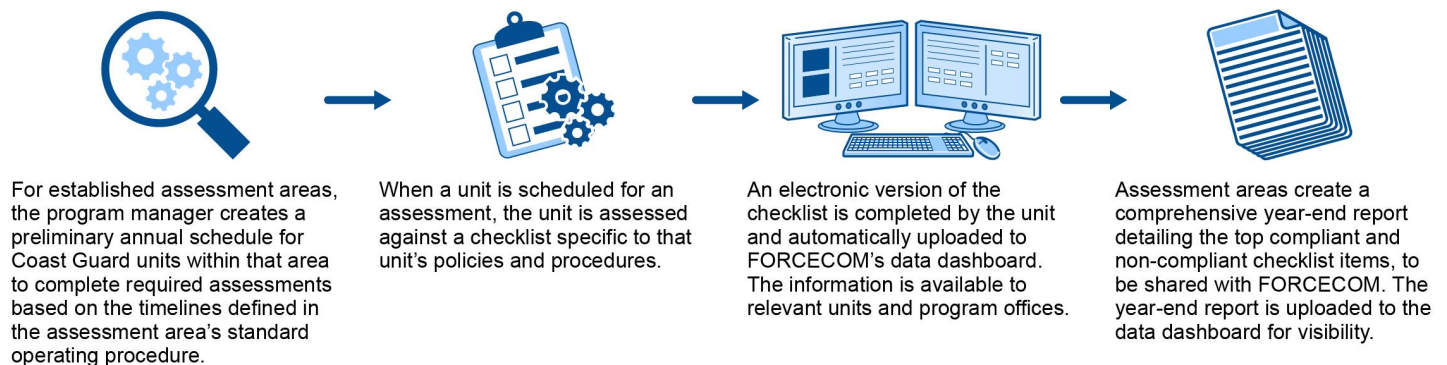 For established assessment areas,
the program manager creates a
preliminary annual schedule for
Coast Guard units within that area
to complete required assessments
based on the timelines defined in
the assessment area's standard
operating procedure.
When a unit is scheduled for an
assessment, the unit is assessed
against a checklist specific to that
unit's policies and procedures.
An electronic version of the
checklist is completed by the unit
and automatically uploaded to
FORCECOM's data dashboard.
The information is available to
relevant units and program offices.
Assessment areas create a
comprehensive year-end report
detailing the top compliant and
non-compliant checklist items, to
be shared with FORCECOM. The
year-end report is uploaded to the
data dashboard for visibility.